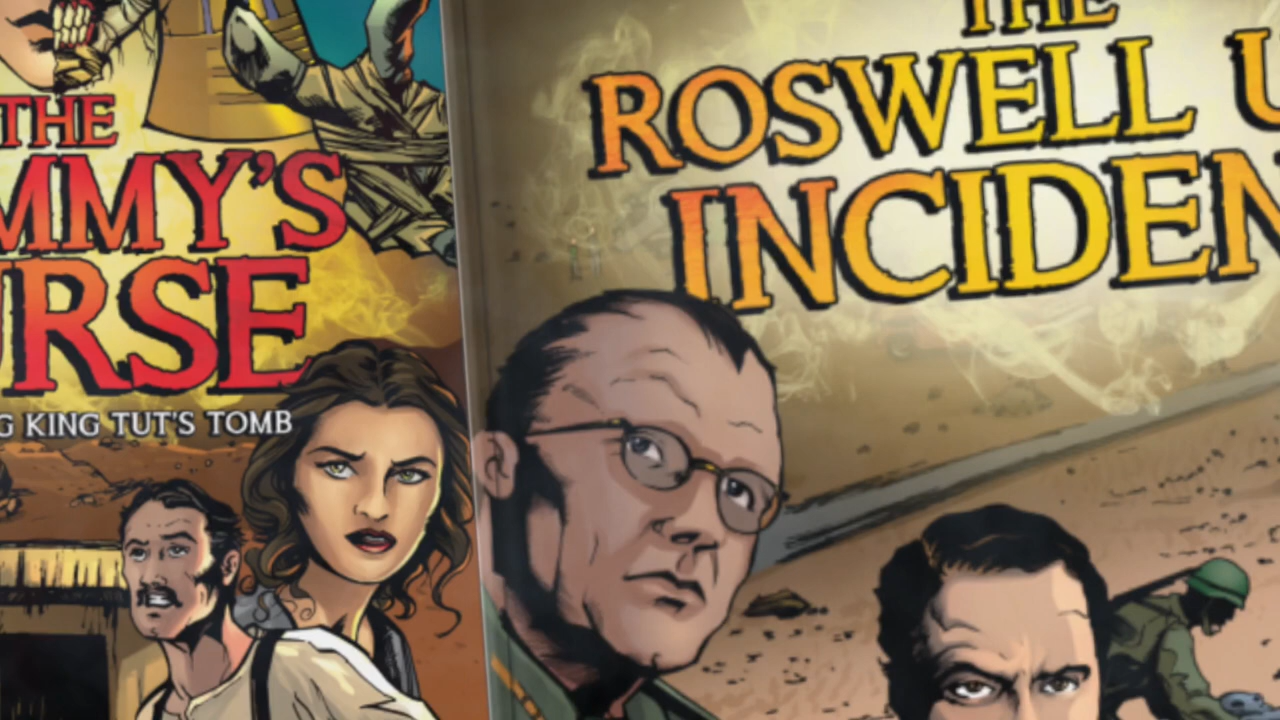 THE
MMY'S
URSE
G KING TUT'S TOMB
THE
ROSWELL U
INCIDEN